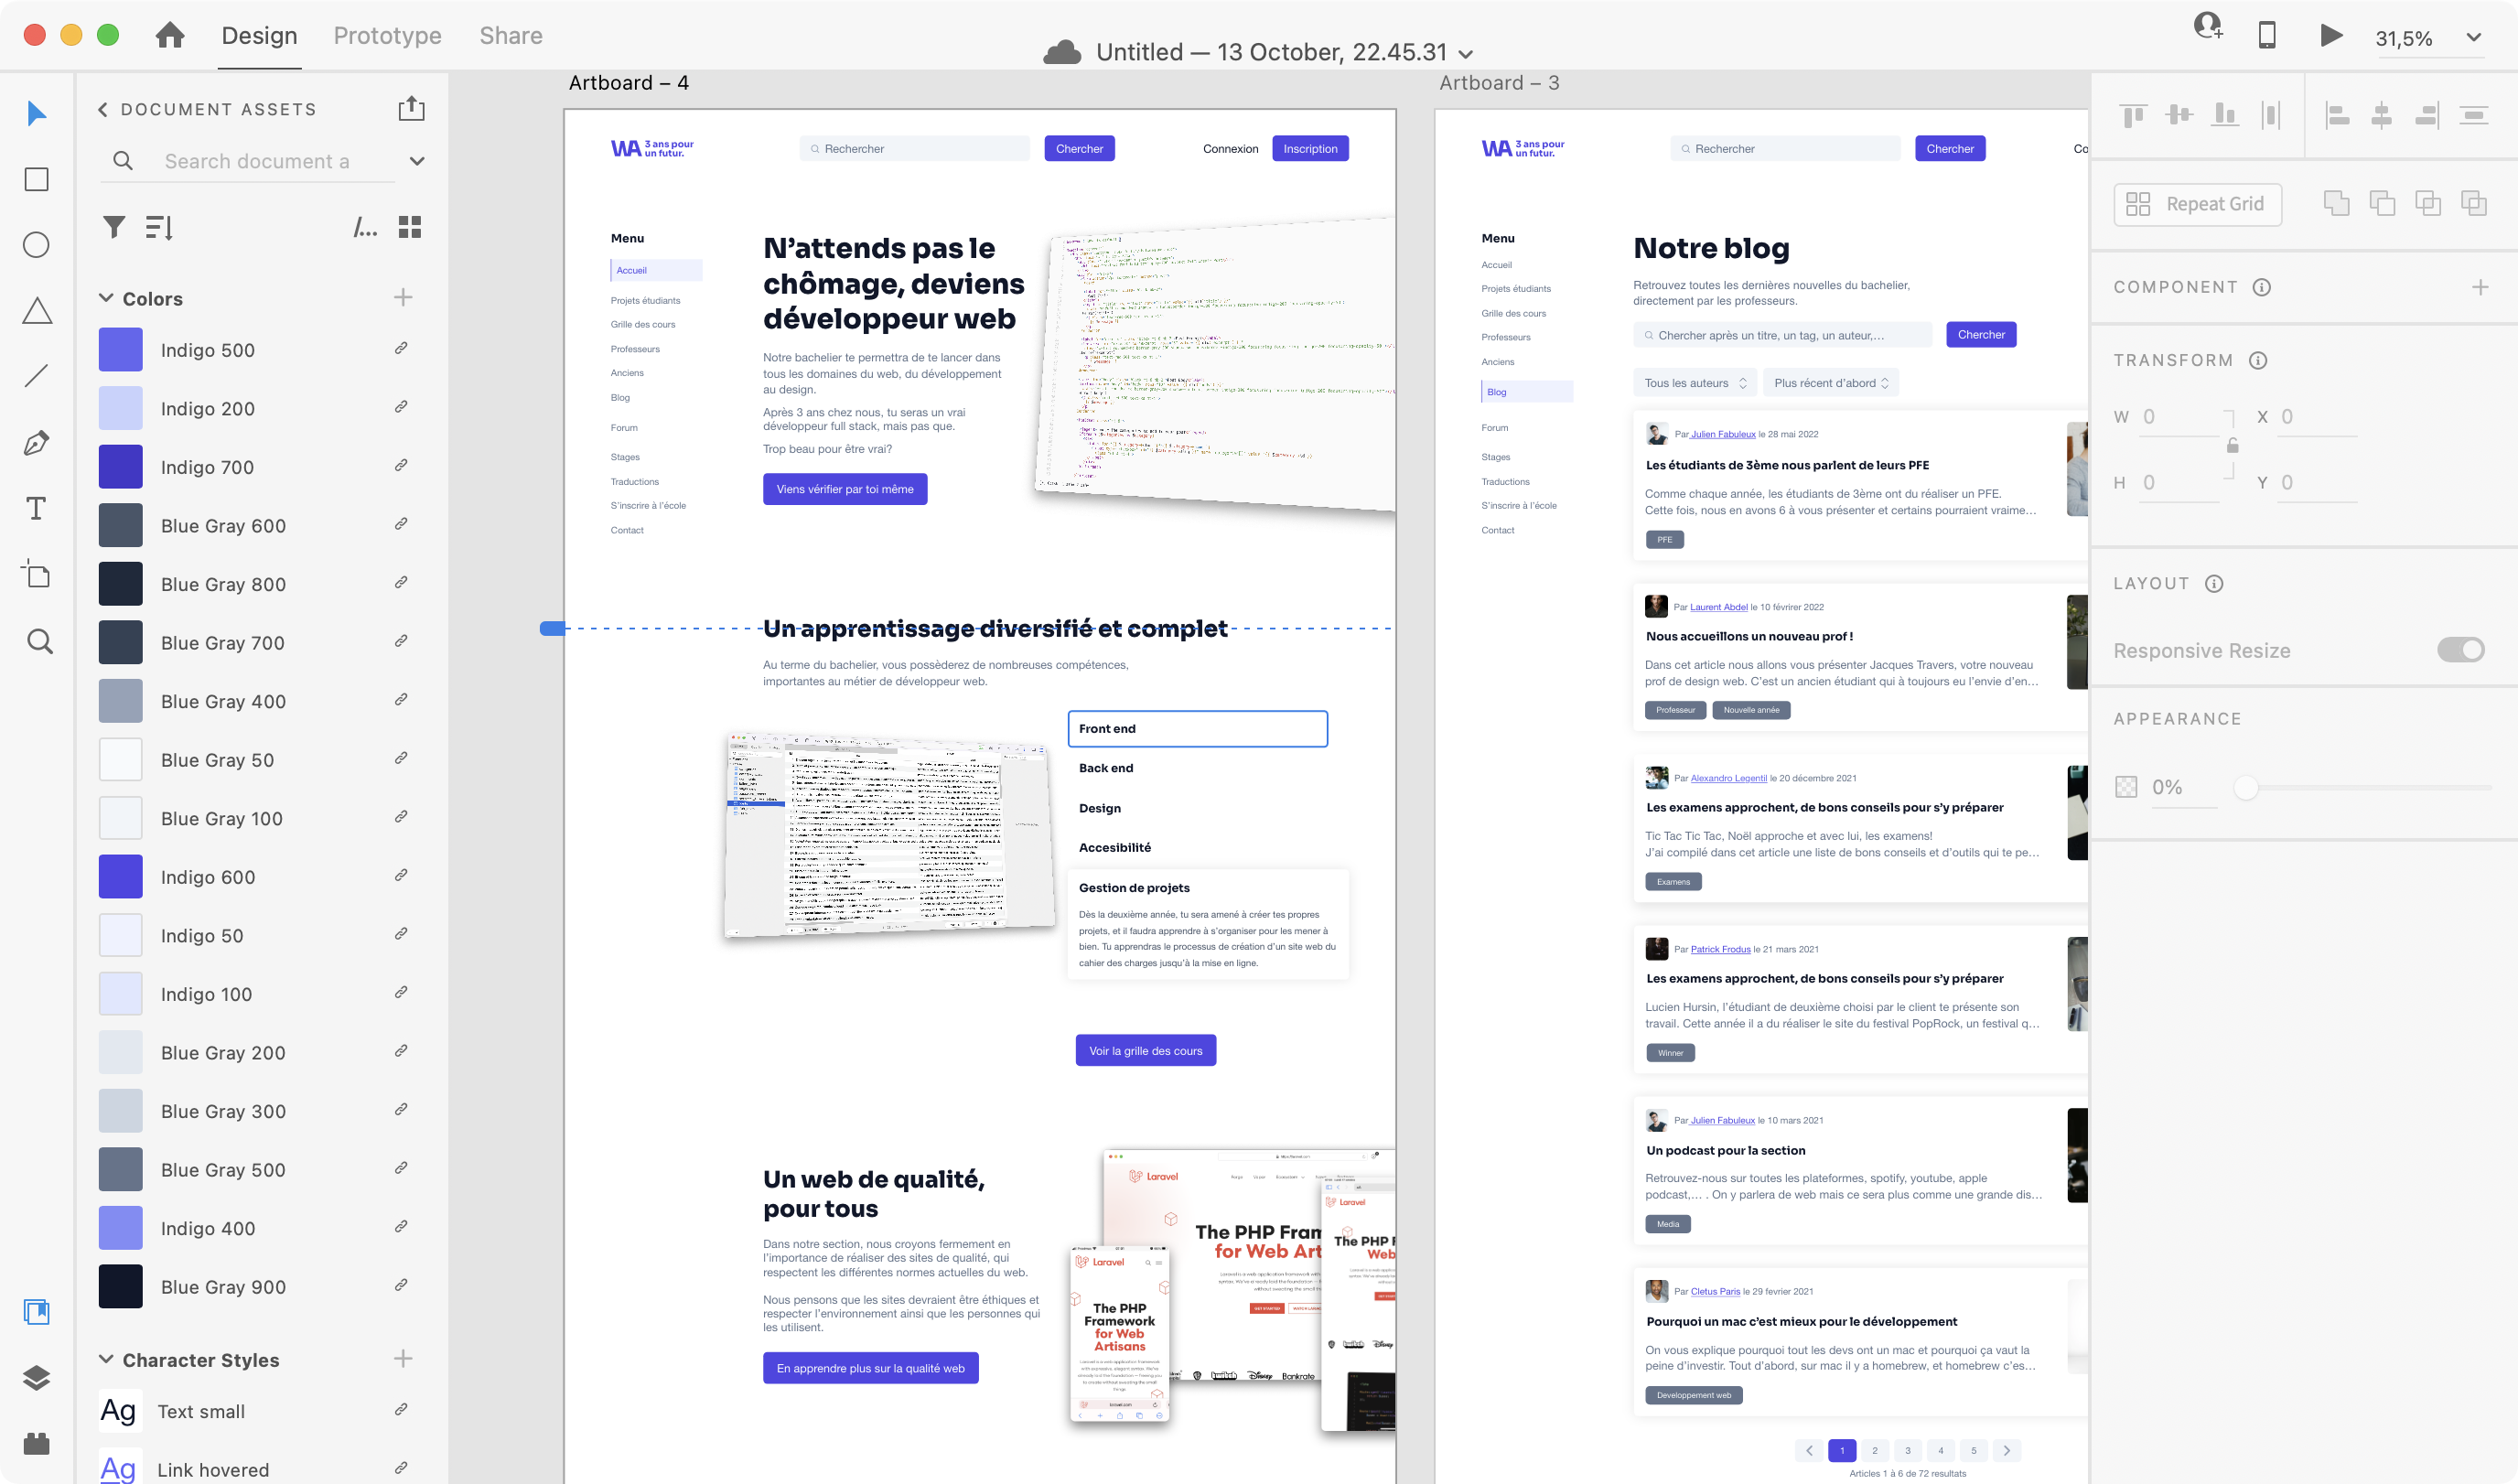 Design
Prototype
Share
Untitled — 13 October, 22.45.31
31,5%
DOCUMENT ASSETS
Search document a
/...
Colors
Indigo 500
Indigo 200
Indigo 700
Blue Gray 600
Blue Gray 800
Blue Gray 700
Blue Gray 400
Blue Gray 50
Blue Gray 100
Indigo 600
Indigo 50
Indigo 100
Blue Gray 200
Blue Gray 300
Blue Gray 500
Indigo 400
Blue Gray 900
Character Styles
Ag Text small
Ag Link hovered
Artboard – 4
WA 3 ans pour
un futur.
Rechercher
Chercher
Connexion
Inscription
Menu
Accueil
Projets étudiants
Grille des cours
Professeurs
Anciens
Blog
Forum
Stages
Traductions
S'inscrire à l'école
Contact
N'attends pas le
chômage, deviens
développeur web
Notre bachelier te permettra de te lancer dans
tous les domaines du web, du développement
au design.
Après 3 ans chez nous, tu seras un vrai
développeur full stack, mais pas que.
Trop beau pour être vrai?
Viens vérifier par toi même
Un apprentissage diversifié et complet
Au terme du bachelier, vous possèderez de nombreuses compétences,
importantes au métier de développeur web.
Front end
Back end
Design
Accesibilité
Gestion de projets
Dès la deuxième année, tu sera amené à créer tes propres
projets, et il faudra apprendre à s'organiser pour les mener à
bien. Tu apprendras le processus de création d'un site web du
cahier des charges jusqu'à la mise en ligne.
Voir la grille des cours
Un web de qualité,
pour tous
Dans notre section, nous croyons fermement en
l'importance de réaliser des sites de qualité, qui
respectent les différentes normes actuelles du web.
Nous pensons que les sites devraient être éthiques et
respecter l'environnement ainsi que les personnes qui
les utilisent.
En apprendre plus sur la qualité web
Laravel
The PHP Fram
for Web Art
Laravel
The PHP F
Web
Laravel
The PHP
Framework
for Web
Artisans
twitch
Disney
Bankrate
twitch
Disney
Artboard – 3
WA 3 ans pour
un futur.
Rechercher
Chercher
Co
Menu
Accueil
Projets étudiants
Grille des cours
Professeurs
Anciens
Blog
Forum
Stages
Traductions
S'inscrire à l'école
Contact
Notre blog
Retrouvez toutes les dernières nouvelles du bachelier,
directement par les professeurs.
Chercher après un titre, un tag, un auteur,...
Chercher
Tous les auteurs
Plus récent d'abord
Par Julien Fabuleux le 28 mai 2022
Les étudiants de 3ème nous parlent de leurs PFE
Comme chaque année, les étudiants de 3ème ont du réaliser un PFE.
Cette fois, nous en avons 6 à vous présenter et certains pourraient vraime...
PFE
Par Laurent Abdel le 10 févrirer 2022
Nous accueillons un nouveau prof !
Dans cet article nous allons vous présenter Jacques Travers, votre nouveau
prof de design web. C'est un ancien étudiant qui à toujours eu l'envie d'en...
Professeur
Nouvelle année
Par Alexandro Legentil le 20 décembre 2021
Les examens approchent, de bons conseils pour s'y préparer
Tic Tac Tic Tac, Noël approche et avec lui, les examens!
J'ai compilé dans cet article une liste de bons conseils et d'outils qui te pe...
Examens
Par Patrick Frodus le 21 mars 2021
Les examens approchent, de bons conseils pour s'y préparer
Lucien Hursin, l'étudiant de deuxième choisi par le client te présente son
travail. Cette année il a du réaliser le site du festival PopRock, un festival q...
Winner
Par Julien Fabuleux le 10 mars 2021
Un podcast pour la section
Retrouvez-nous sur toutes les plateformes, spotify, youtube, apple
podcast,... . On y parlera de web mais ce sera plus comme une grande dis...
Media
Par Cletus Paris le 29 fevrier 2021
Pourquoi un mac c'est mieux pour le développement
On vous explique pourquoi tout les devs ont un mac et pourquoi ça vaut la
peine d'investir. Tout d'abord, sur mac il y a homebrew, et homebrew c'es...
Developpement web
1 2 3 4 5
Articles 1 à 6 de 72 resultats
Repeat Grid
COMPONENT
TRANSFORM
W 0
X 0
H 0
Y 0
LAYOUT
Responsive Resize
APPEARANCE
0%